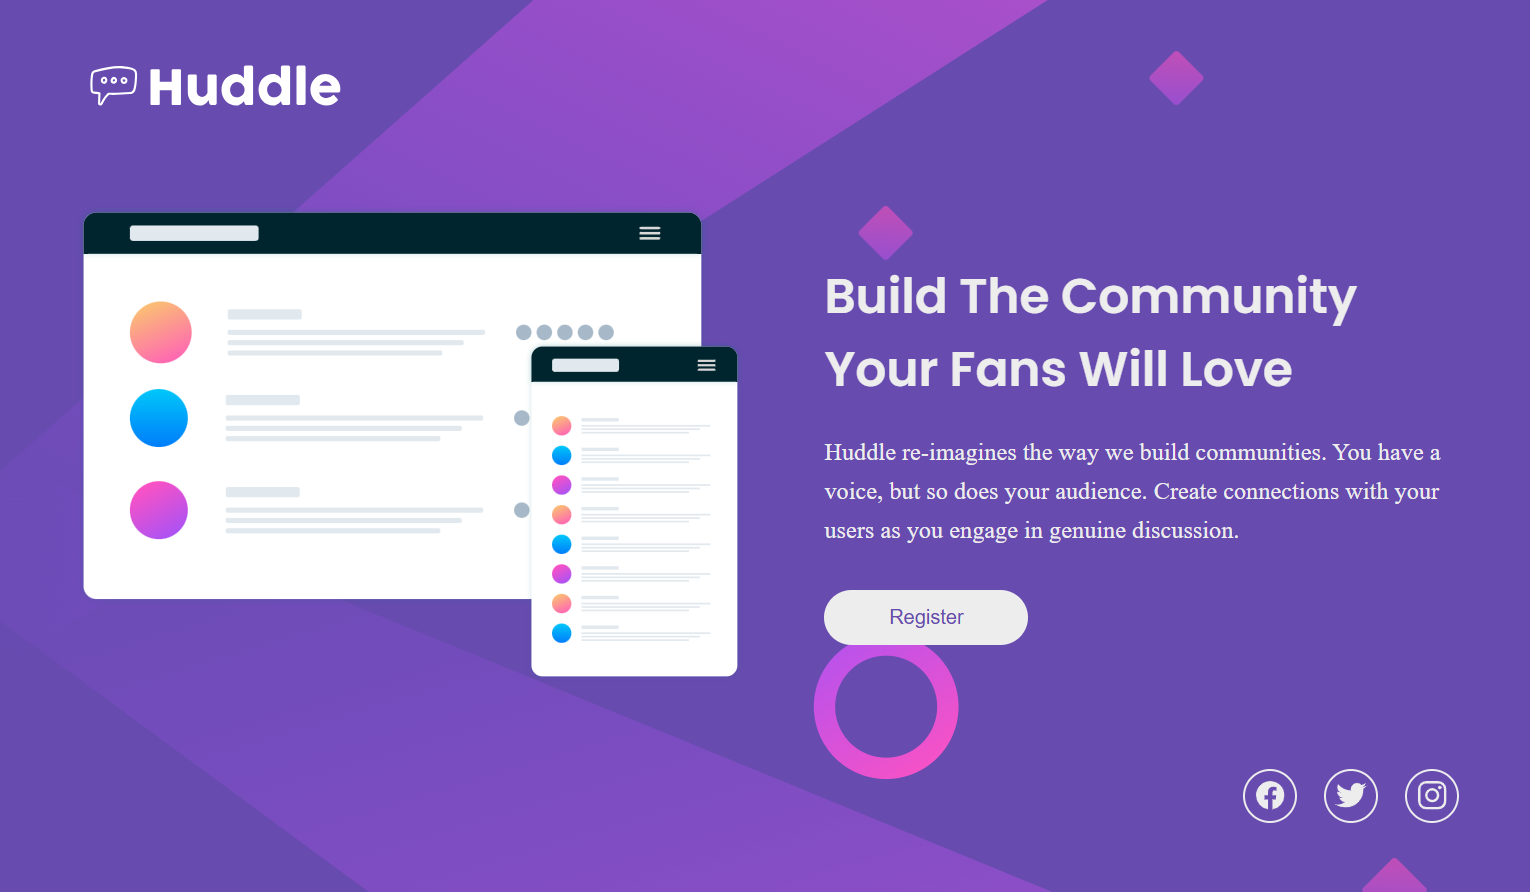 Huddle
Build The Community
Your Fans Will Love
Huddle re-imagines the way we build communities. You have a
voice, but so does your audience. Create connections with your
users as you engage in genuine discussion.
Register